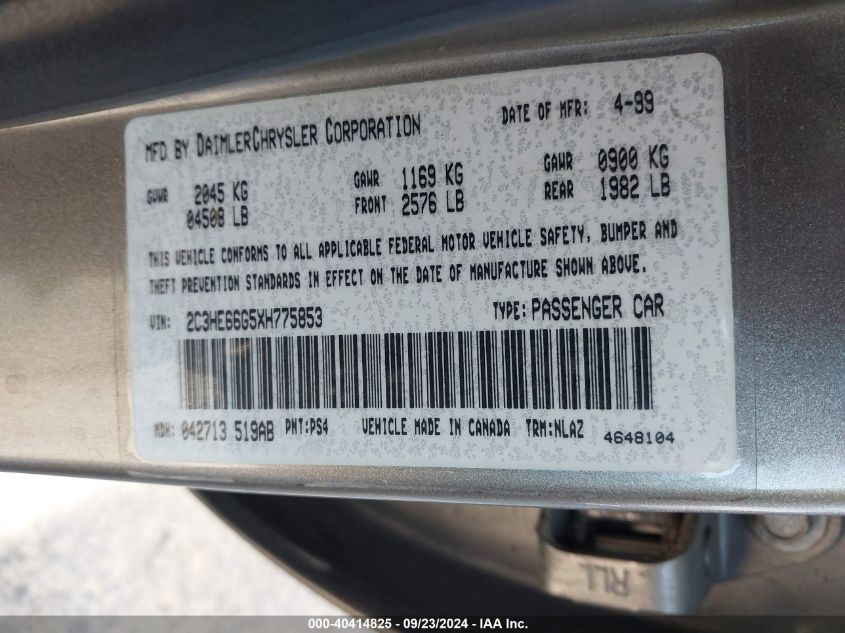 MFD BY DAIMLERCHRYSLER CORPORATION DATE OF MFR: 4-99
GVWR 2045 KG GAWR 1169 KG GAWR 0900 KG
04508 LB FRONT 2576 LB REAR 1982 LB
THIS VEHICLE CONFORMS TO ALL APPLICABLE FEDERAL MOTOR VEHICLE SAFETY, BUMPER AND
THEFT PREVENTION STANDARDS IN EFFECT ON THE DATE OF MANUFACTURE SHOWN ABOVE.
VIN: 2C3HE66G5XH775853 TYPE: PASSENGER CAR
MDH: 042713 519AB PNT:PS4 VEHICLE MADE IN CANADA TRM:NLAZ 4648104
RLL
000-40414825 - 09/23/2024 - IAA Inc.